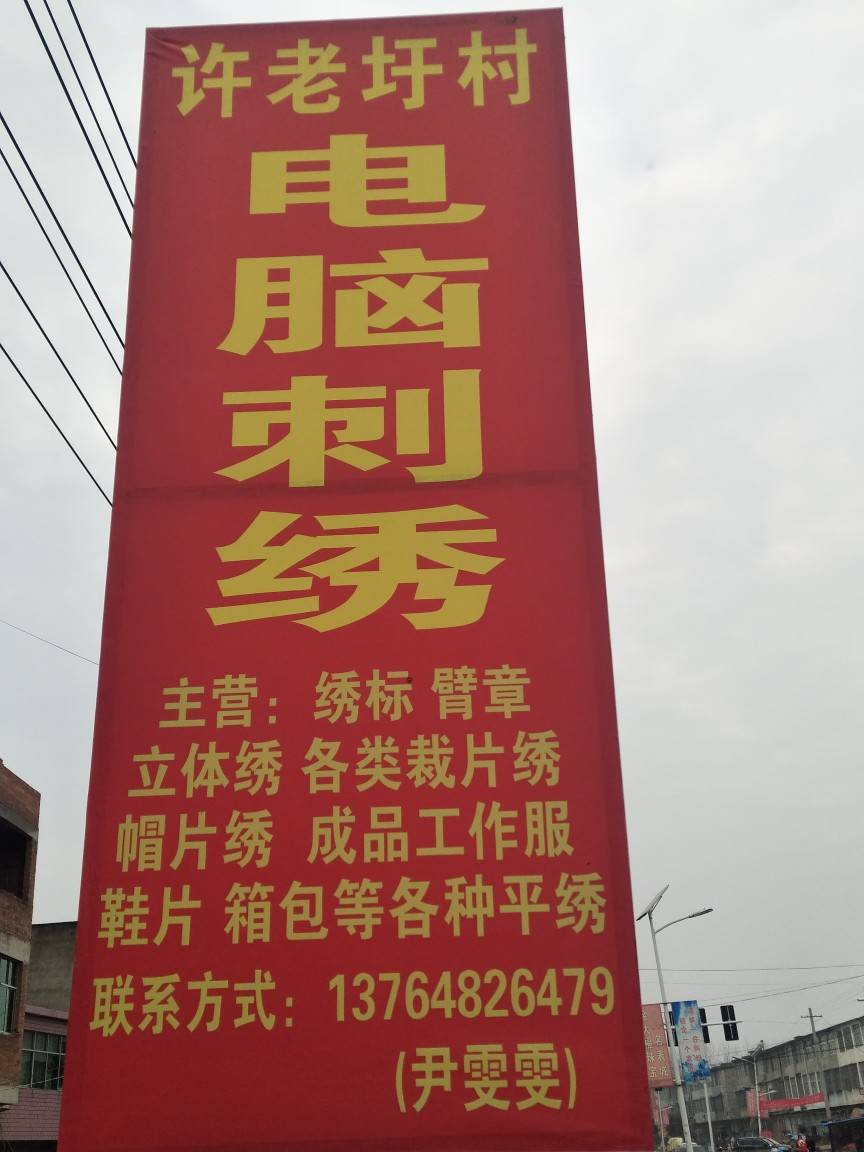 许老圩村
电脑刺绣
主营：绣标 臂章
立体绣 各类裁片绣
帽片绣 成品工作服
鞋片 箱包等各种平绣
联系方式：13764826479
(尹雯雯)